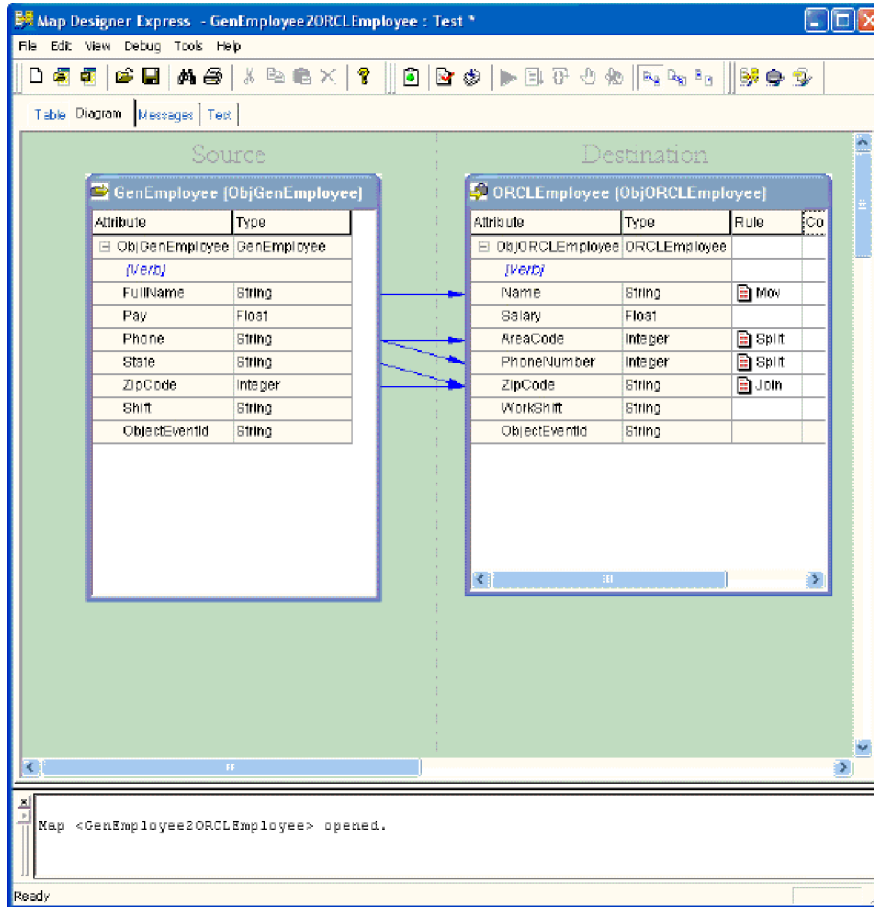 Map Designer Express - GenEmployee2ORCLEmployee : Test *
File Edit View Debug Tools Help
Table Diagram Messages Test
Source Destination
GenEmployee (ObjGenEmployee) ORCLEmployee (ObjORCLEmployee)
Attribute Type Attribute Type Rule Co
ObjGenEmployee GenEmployee ObjORCLEmployee ORCLEmployee
(Verb) (Verb)
FullName String Name String Mov
Pay Float Salary Float
Phone String AreaCode Integer Split
State String PhoneNumber Integer Split
ZipCode Integer ZipCode String Join
Shift String WorkShift String
ObjectEventId String ObjectEventId String
Map <GenEmployee2ORCLEmployee> opened.
Ready